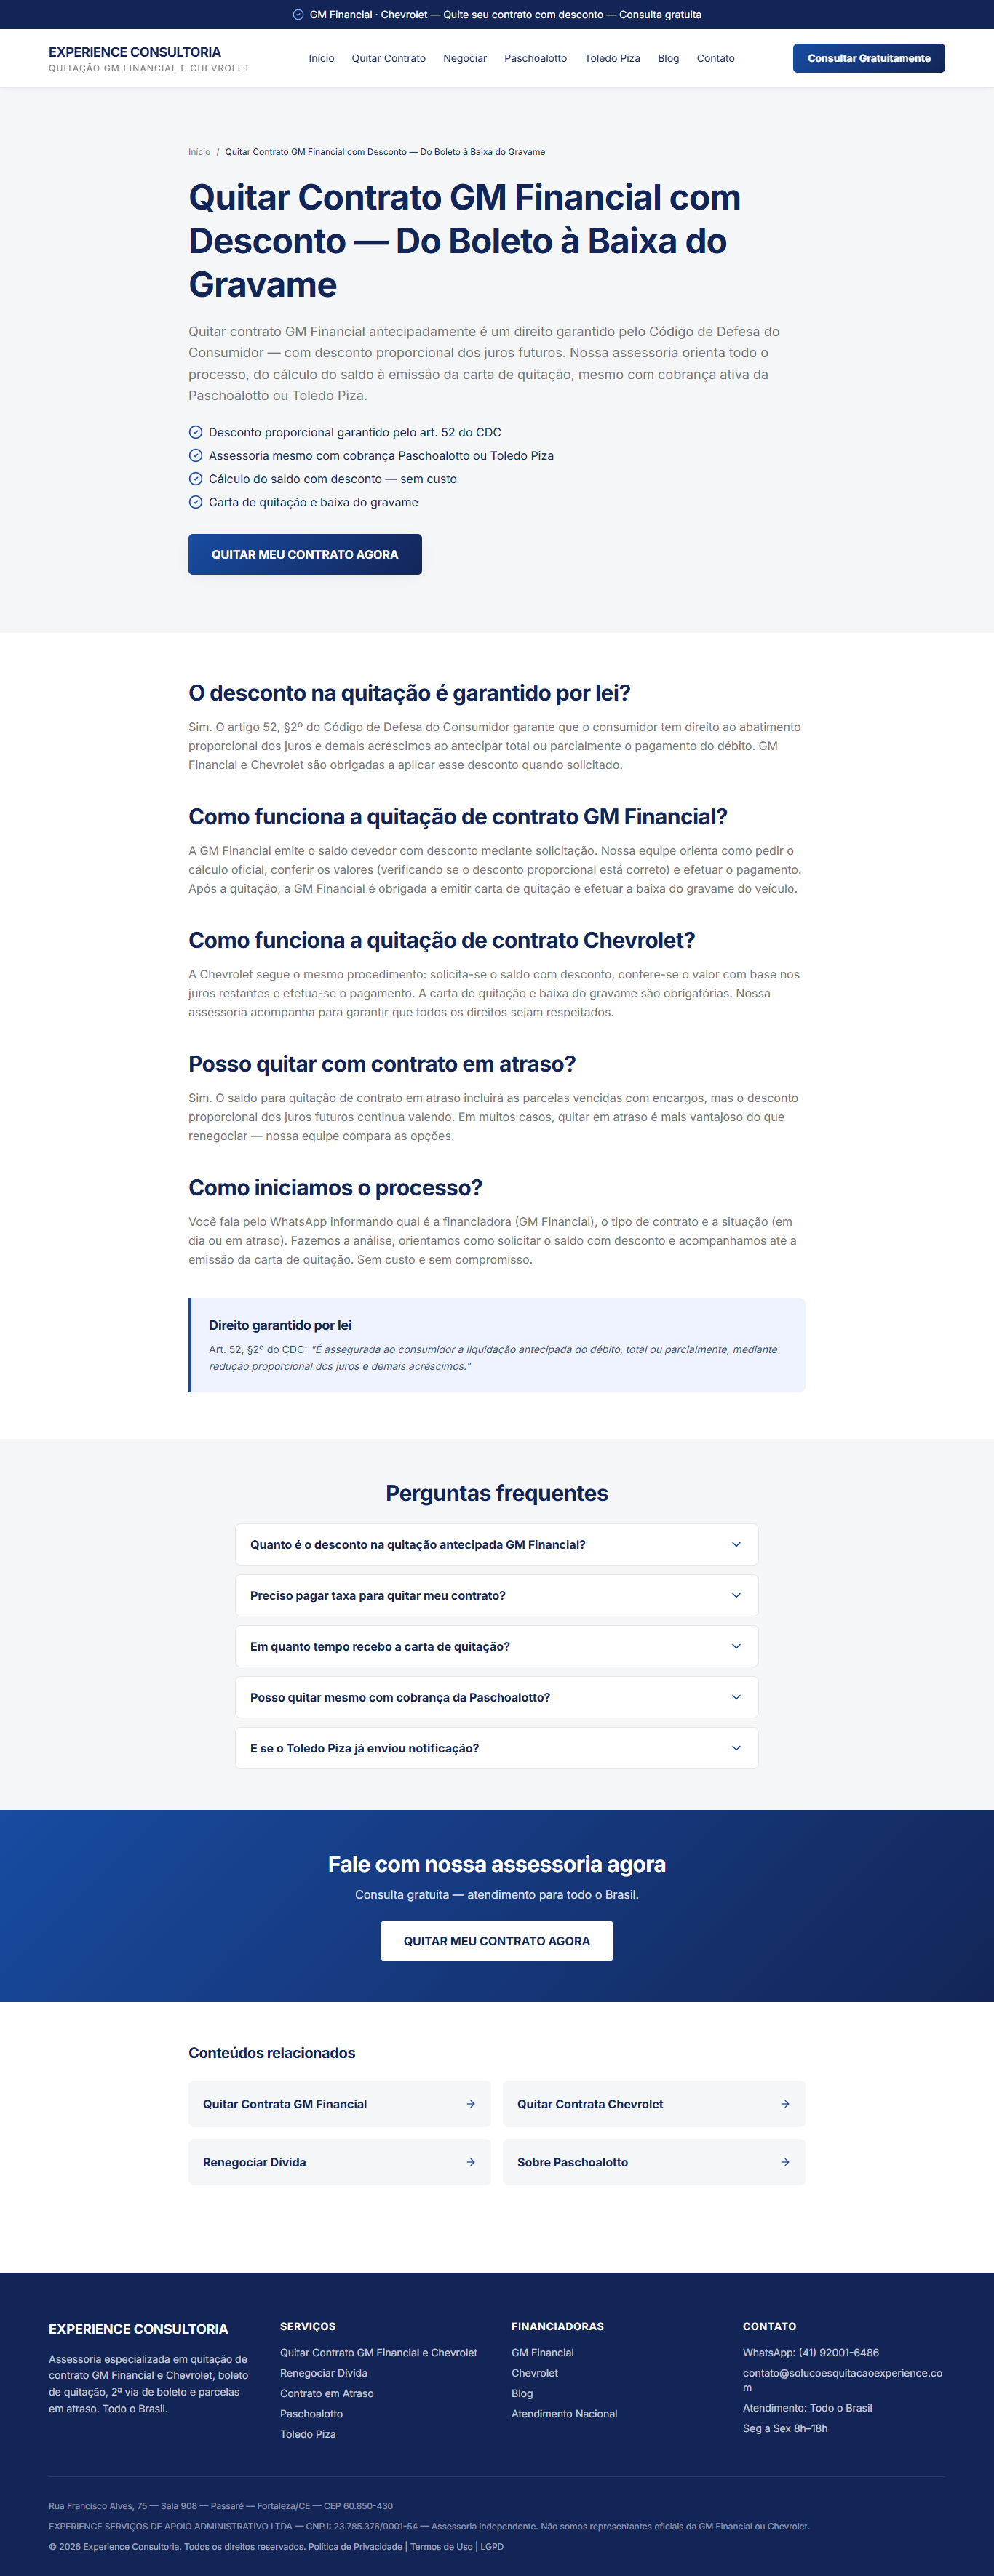 GM Financial · Chevrolet — Quite seu contrato com desconto — Consulta gratuita
EXPERIENCE CONSULTORIA
QUITAÇÃO GM FINANCIAL E CHEVROLET
Início Quitar Contrato Negociar Paschoalotto Toledo Piza Blog Contato
Consultar Gratuitamente
Início / Quitar Contrato GM Financial com Desconto — Do Boleto à Baixa do Gravame
Quitar Contrato GM Financial com
Desconto — Do Boleto à Baixa do
Gravame
Quitar contrato GM Financial antecipadamente é um direito garantido pelo Código de Defesa do
Consumidor — com desconto proporcional dos juros futuros. Nossa assessoria orienta todo o
processo, do cálculo do saldo à emissão da carta de quitação, mesmo com cobrança ativa da
Paschoalotto ou Toledo Piza.
Desconto proporcional garantido pelo art. 52 do CDC
Assessoria mesmo com cobrança Paschoalotto ou Toledo Piza
Cálculo do saldo com desconto — sem custo
Carta de quitação e baixa do gravame
QUITAR MEU CONTRATO AGORA
O desconto na quitação é garantido por lei?
Sim. O artigo 52, §2º do Código de Defesa do Consumidor garante que o consumidor tem direito ao abatimento
proporcional dos juros e demais acréscimos ao antecipar total ou parcialmente o pagamento do débito. GM
Financial e Chevrolet são obrigadas a aplicar esse desconto quando solicitado.
Como funciona a quitação de contrato GM Financial?
A GM Financial emite o saldo devedor com desconto mediante solicitação. Nossa equipe orienta como pedir o
cálculo oficial, conferir os valores (verificando se o desconto proporcional está correto) e efetuar o pagamento.
Após a quitação, a GM Financial é obrigada a emitir carta de quitação e efetuar a baixa do gravame do veículo.
Como funciona a quitação de contrato Chevrolet?
A Chevrolet segue o mesmo procedimento: solicita-se o saldo com desconto, confere-se o valor com base nos
juros restantes e efetua-se o pagamento. A carta de quitação e baixa do gravame são obrigatórias. Nossa
assessoria acompanha para garantir que todos os direitos sejam respeitados.
Posso quitar com contrato em atraso?
Sim. O saldo para quitação de contrato em atraso incluirá as parcelas vencidas com encargos, mas o desconto
proporcional dos juros futuros continua valendo. Em muitos casos, quitar em atraso é mais vantajoso do que
renegociar — nossa equipe compara as opções.
Como iniciamos o processo?
Você fala pelo WhatsApp informando qual é a financiadora (GM Financial), o tipo de contrato e a situação (em
dia ou em atraso). Fazemos a análise, orientamos como solicitar o saldo com desconto e acompanhamos até a
emissão da carta de quitação. Sem custo e sem compromisso.
Direito garantido por lei
Art. 52, §2º do CDC: "É assegurada ao consumidor a liquidação antecipada do débito, total ou parcialmente, mediante
redução proporcional dos juros e demais acréscimos."
Perguntas frequentes
Quanto é o desconto na quitação antecipada GM Financial?
Preciso pagar taxa para quitar meu contrato?
Em quanto tempo recebo a carta de quitação?
Posso quitar mesmo com cobrança da Paschoalotto?
E se o Toledo Piza já enviou notificação?
Fale com nossa assessoria agora
Consulta gratuita — atendimento para todo o Brasil.
QUITAR MEU CONTRATO AGORA
Conteúdos relacionados
Quitar Contrata GM Financial
Quitar Contrata Chevrolet
Renegociar Dívida
Sobre Paschoalotto
EXPERIENCE CONSULTORIA
Assessoria especializada em quitação de
contrato GM Financial e Chevrolet, boleto
de quitação, 2ª via de boleto e parcelas
em atraso. Todo o Brasil.
SERVIÇOS
Quitar Contrato GM Financial e Chevrolet
Renegociar Dívida
Contrato em Atraso
Paschoalotto
Toledo Piza
FINANCIADORAS
GM Financial
Chevrolet
Blog
Atendimento Nacional
CONTATO
WhatsApp: (41) 92001-6486
contato@solucoesquitacaoexperience.co
m
Atendimento: Todo o Brasil
Seg a Sex 8h–18h
Rua Francisco Alves, 75 — Sala 908 — Passaré — Fortaleza/CE — CEP 60.850-430
EXPERIENCE SERVIÇOS DE APOIO ADMINISTRATIVO LTDA — CNPJ: 23.785.376/0001-54 — Assessoria independente. Não somos representantes oficiais da GM Financial ou Chevrolet.
© 2026 Experience Consultoria. Todos os direitos reservados. Política de Privacidade | Termos de Uso | LGPD